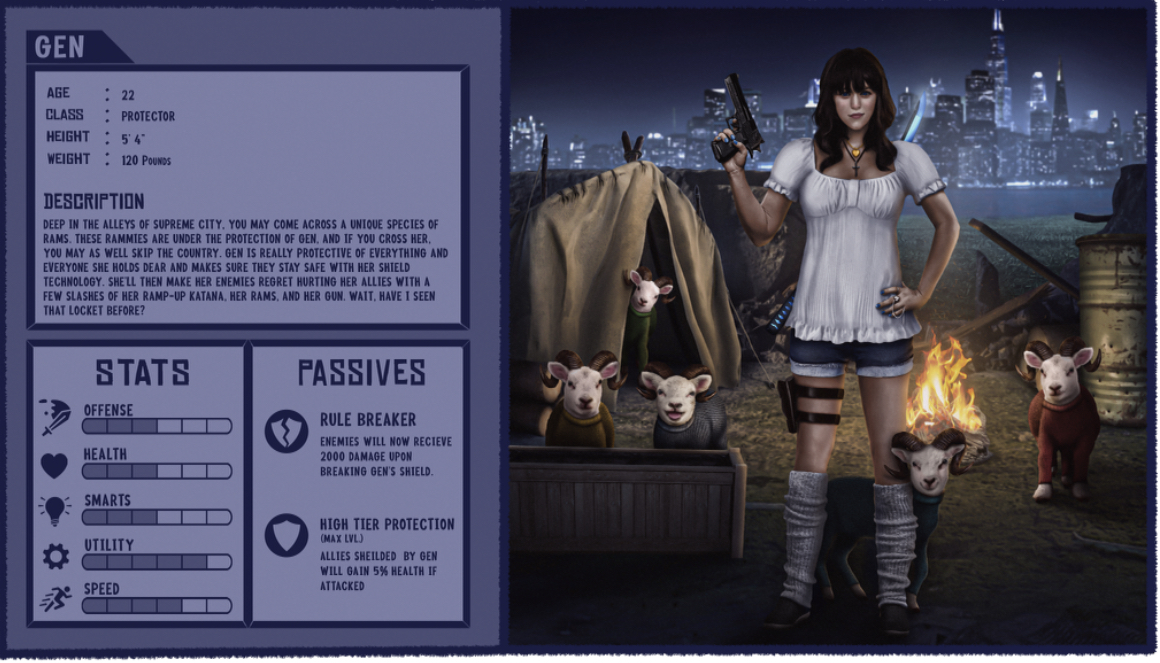 GEN
AGE : 22
CLASS : PROTECTOR
HEIGHT : 5' 4"
WEIGHT : 120 POUNDS
DESCRIPTION
DEEP IN THE ALLEYS OF SUPREME CITY, YOU MAY COME ACROSS A UNIQUE SPECIES OF
RAMS. THESE RAMMIES ARE UNDER THE PROTECTION OF GEN, AND IF YOU CROSS HER,
YOU MAY AS WELL SKIP THE COUNTRY. GEN IS REALLY PROTECTIVE OF EVERYTHING AND
EVERYONE SHE HOLDS DEAR AND MAKES SURE THEY STAY SAFE WITH HER SHIELD
TECHNOLOGY. SHE'LL THEN MAKE HER ENEMIES REGRET HURTING HER ALLIES WITH A
FEW SLASHES OF HER RAMP-UP KATANA, HER RAMS, AND HER GUN. WAIT, HAVE I SEEN
THAT LOCKET BEFORE?
STATS
OFFENSE
HEALTH
SMARTS
UTILITY
SPEED
PASSIVES
RULE BREAKER
ENEMIES WILL NOW RECIEVE
2000 DAMAGE UPON
BREAKING GEN'S SHIELD.
HIGH TIER PROTECTION
(MAX LVL.)
ALLIES SHEILDED BY GEN
WILL GAIN 5% HEALTH IF
ATTACKED